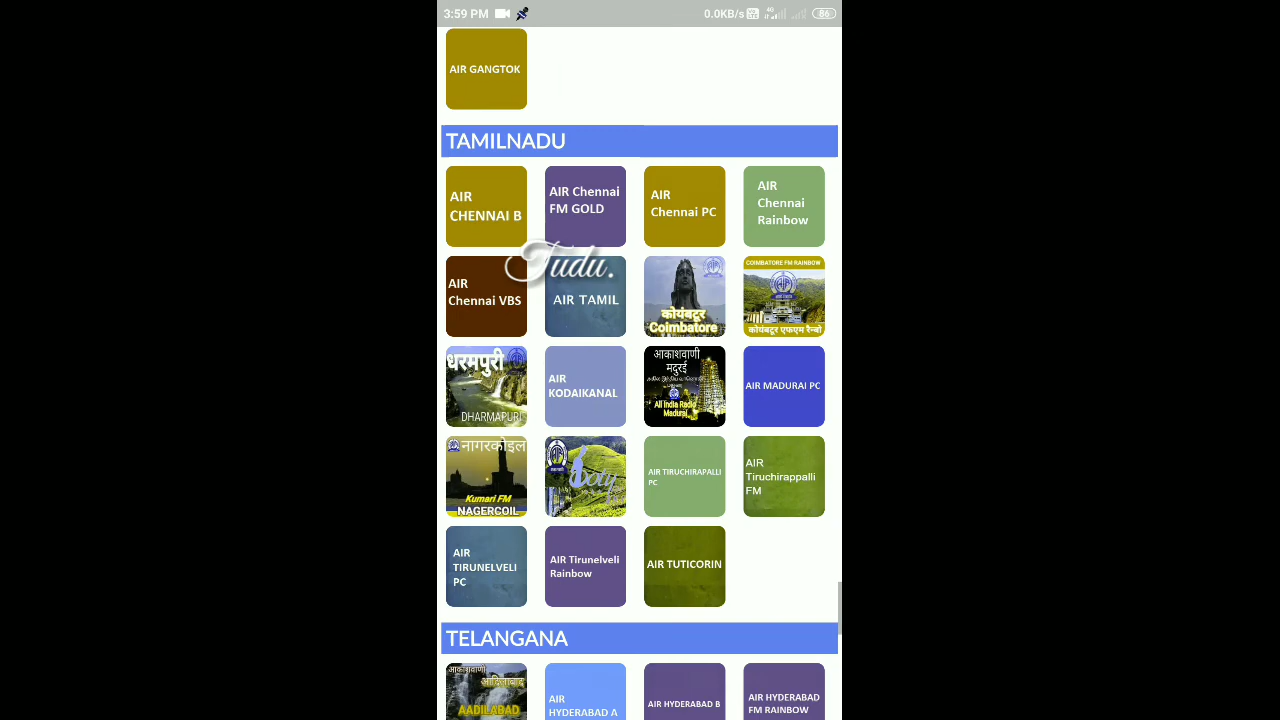 3:59 PM
0.0KB/s
4G
86
AIR GANGTOK
TAMILNADU
AIR
CHENNAI B
AIR Chennai
FM GOLD
AIR
Chennai PC
AIR
Chennai
Rainbow
Tudu.
AIR
Chennai VBS
AIR TAMIL
कोयंबटूर
Coimbatore
COIMBATORE FM RAINBOW
कोयंबटूर एफएम रैन्बो
धरमपुरी
DHARMAPURI
AIR
KODAIKANAL
आकाशवाणी
मदुरई
All India Radio
Madurai
AIR MADURAI PC
नागरकोइल
Kumari FM
NAGERCOIL
AIR TIRUCHIRAPALLI
PC
AIR
Tiruchirappalli
FM
AIR
TIRUNELVELI
PC
AIR Tirunelveli
Rainbow
AIR TUTICORIN
TELANGANA
आकाशवाणी
आदिलाबाद
AADILABAD
AIR
HYDERABAD A
AIR HYDERABAD B
AIR HYDERABAD
FM RAINBOW